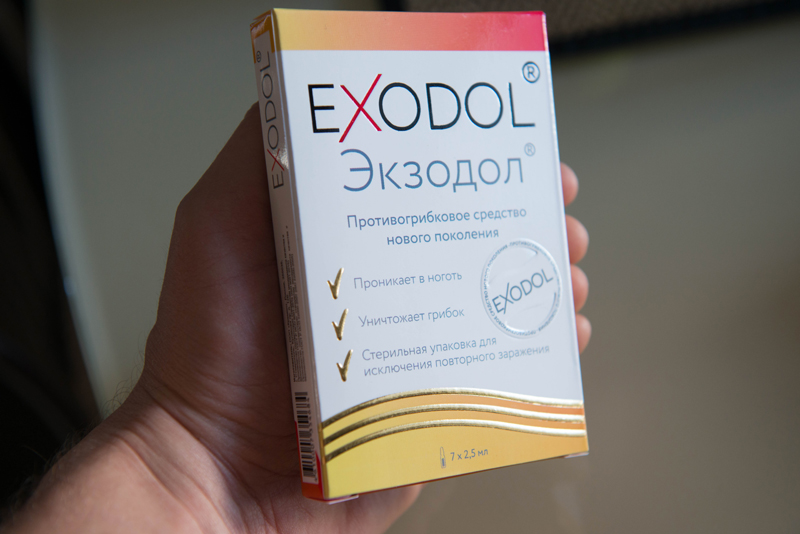 EXODOL®
Экзодол®
Противогрибковое средство
нового поколения
Проникает в ноготь
Уничтожает грибок
Стерильная упаковка для
исключения повторного заражения
EXODOL
7 х 2,5 мл
EXODOL®